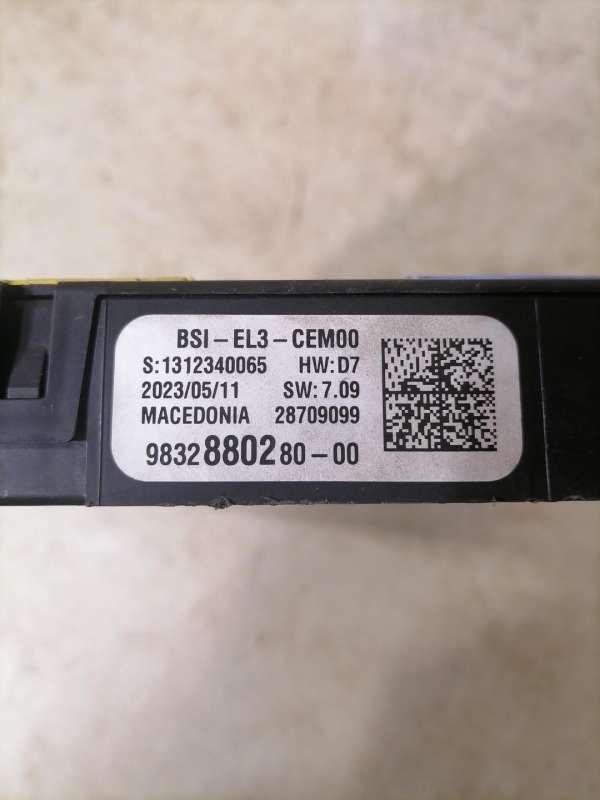 BSI-EL3-CEM00
S:1312340065 HW:D7
2023/05/11 SW:7.09
MACEDONIA 28709099
9832880280-00